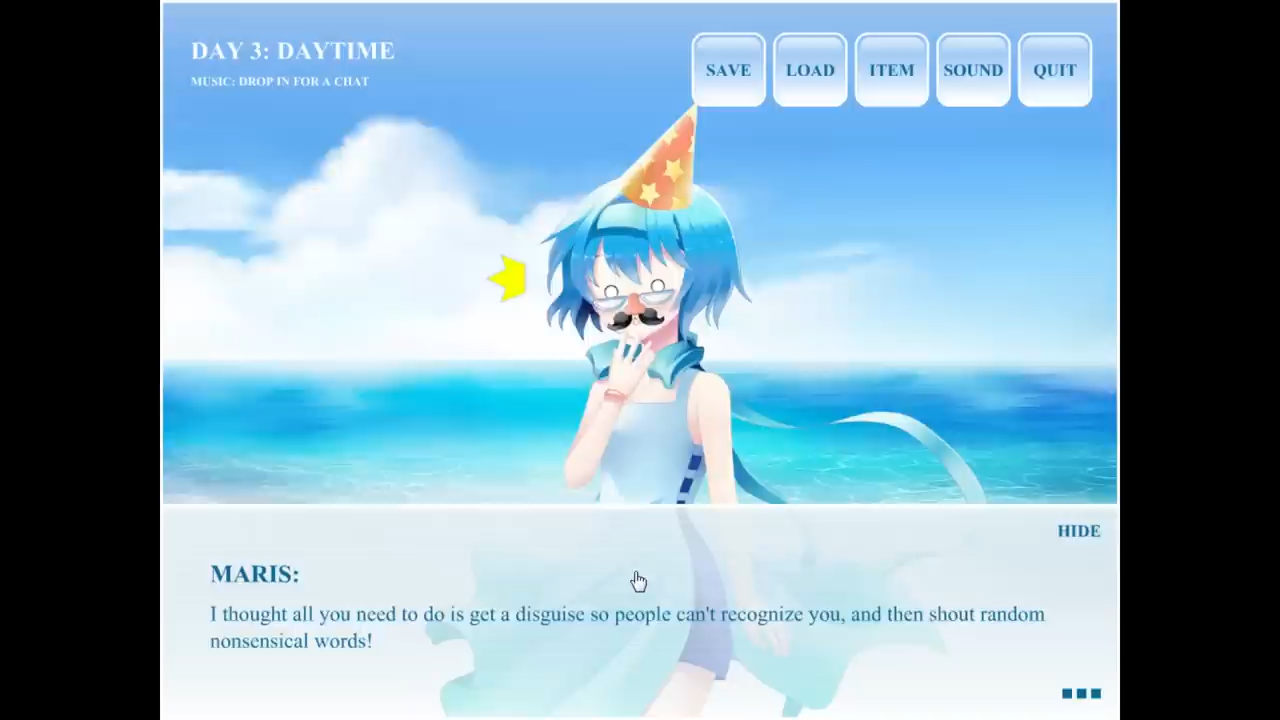 DAY 3: DAYTIME
MUSIC: DROP IN FOR A CHAT
SAVE
LOAD
ITEM
SOUND
QUIT
HIDE
MARIS:
I thought all you need to do is get a disguise so people can't recognize you, and then shout random
nonsensical words!